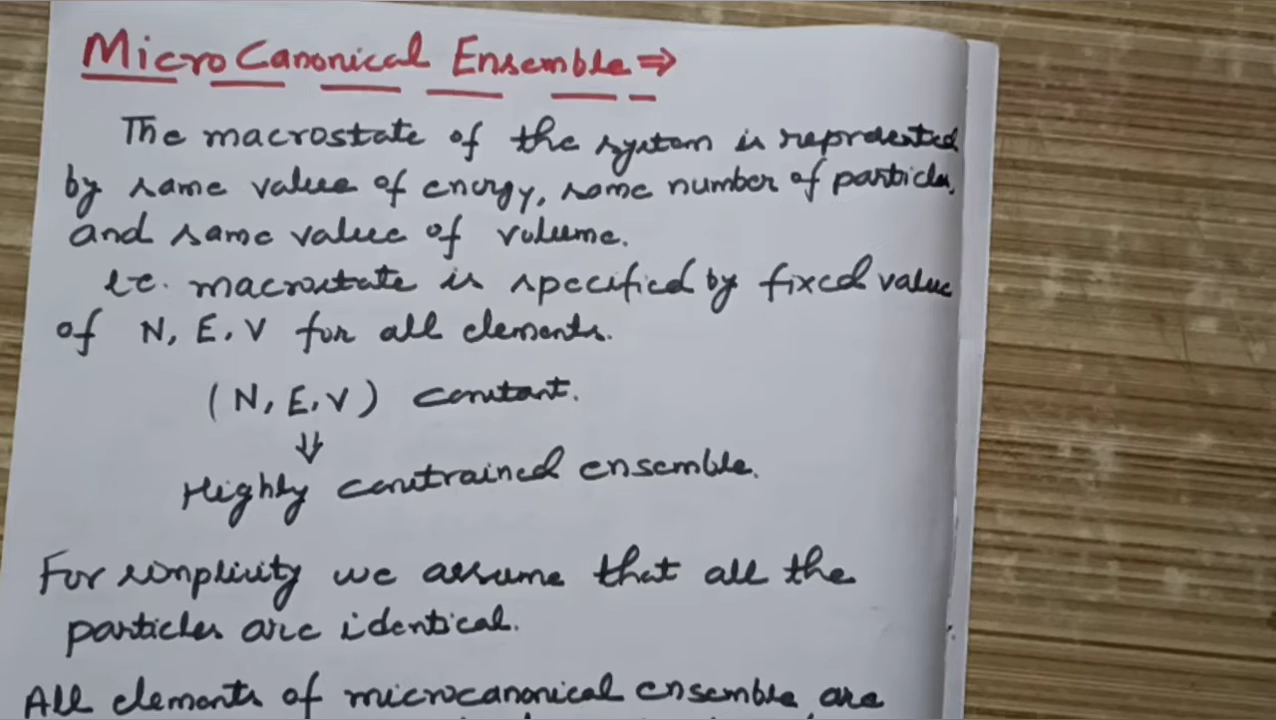 MicroCanonical Ensemble ⇒
The macrostate of the system is represented
by same value of energy, same number of particles,
and same value of volume.
i.e. macrostate is specified by fixed value
of N, E, V for all elements.
(N, E, V) constant.
⇓
Highly constrained ensemble.
For simplicity we assume that all the
particles are identical.
All elements of microcanonical ensemble are